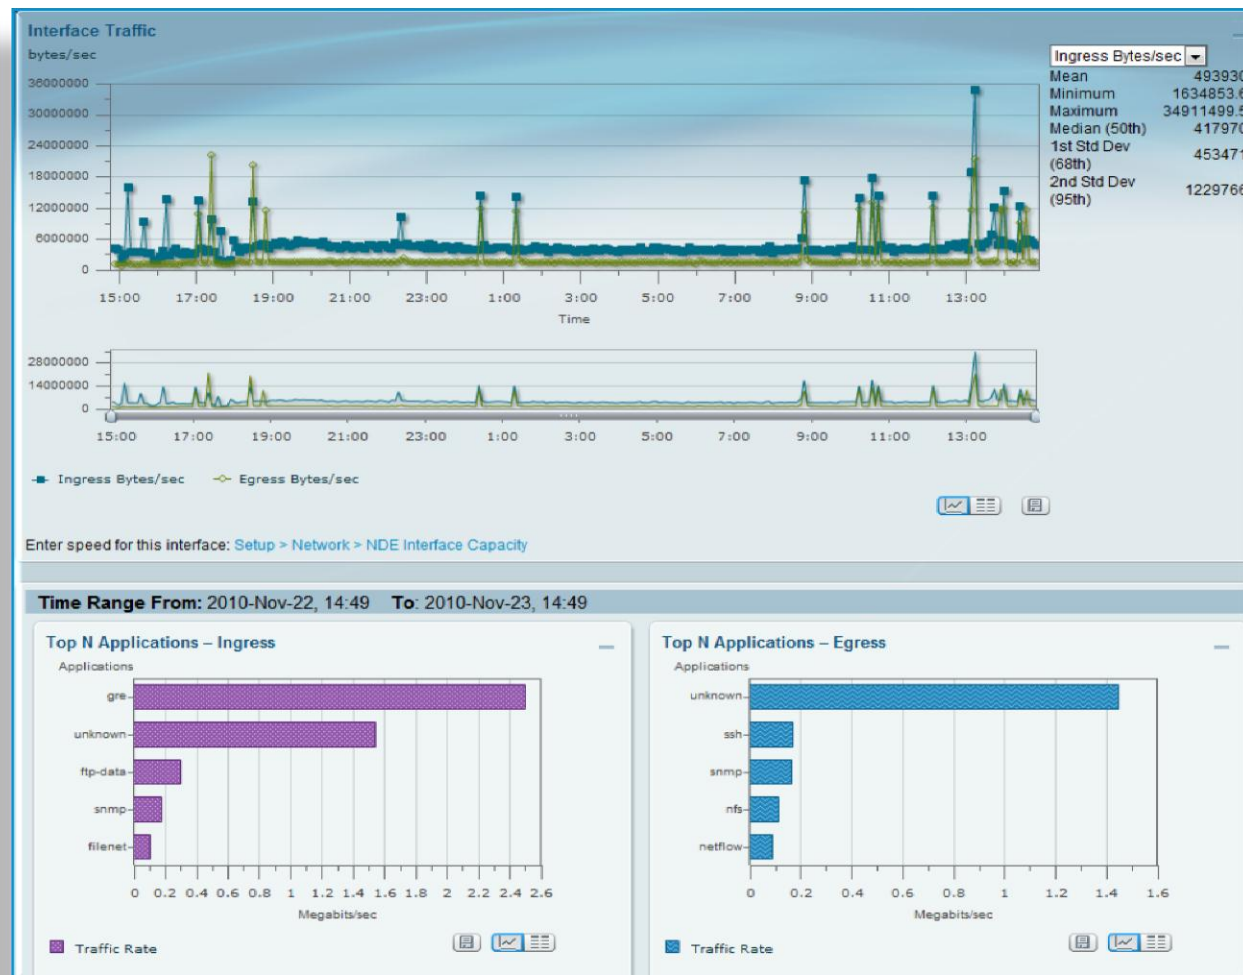 Interface Traffic
bytes/sec
36000000
30000000
24000000
18000000
12000000
6000000
0
15:00 17:00 19:00 21:00 23:00 1:00 3:00 5:00 7:00 9:00 11:00 13:00
Time
Ingress Bytes/sec
Mean 493930
Minimum 1634853.6
Maximum 34911499.5
Median (50th) 417970
1st Std Dev
(68th) 453471
2nd Std Dev
(95th) 1229766
28000000
14000000
0
15:00 17:00 19:00 21:00 23:00 1:00 3:00 5:00 7:00 9:00 11:00 13:00
Ingress Bytes/sec Egress Bytes/sec
Enter speed for this interface: Setup > Network > NDE Interface Capacity
Time Range From: 2010-Nov-22, 14:49 To: 2010-Nov-23, 14:49
Top N Applications – Ingress
Applications
gre
unknown
ftp-data
snmp
filenet
0 0.2 0.4 0.6 0.8 1 1.2 1.4 1.6 1.8 2 2.2 2.4 2.6
Megabits/sec
Traffic Rate
Top N Applications – Egress
Applications
unknown
ssh
snmp
nfs
netflow
0 0.2 0.4 0.6 0.8 1 1.2 1.4 1.6
Megabits/sec
Traffic Rate